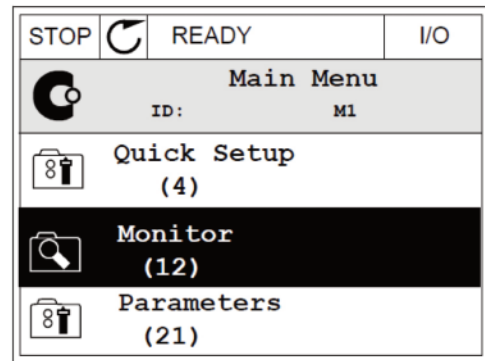 STOP READY I/O
Main Menu
ID: M1
Quick Setup
(4)
Monitor
(12)
Parameters
(21)